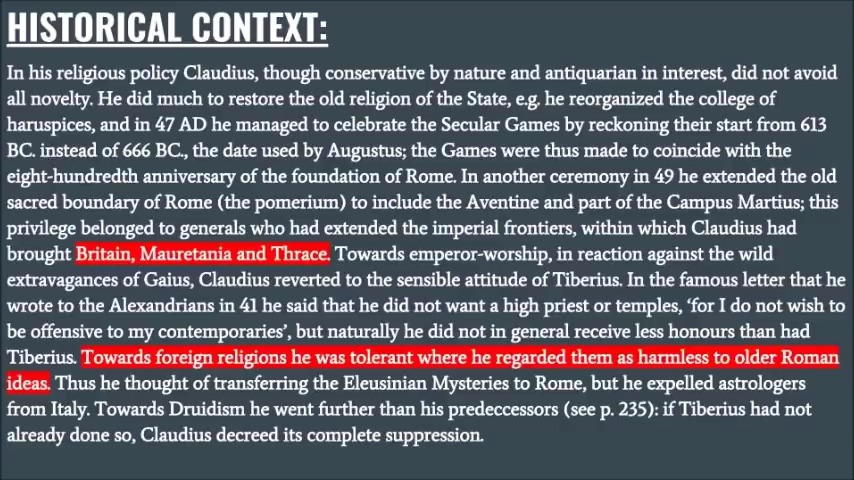 HISTORICAL CONTEXT:
In his religious policy Claudius, though conservative by nature and antiquarian in interest, did not avoid
all novelty. He did much to restore the old religion of the State, e.g. he reorganized the college of
haruspices, and in 47 AD he managed to celebrate the Secular Games by reckoning their start from 613
BC. instead of 666 BC., the date used by Augustus; the Games were thus made to coincide with the
eight-hundredth anniversary of the foundation of Rome. In another ceremony in 49 he extended the old
sacred boundary of Rome (the pomerium) to include the Aventine and part of the Campus Martius; this
privilege belonged to generals who had extended the imperial frontiers, within which Claudius had
brought Britain, Mauretania and Thrace. Towards emperor-worship, in reaction against the wild
extravagances of Gaius, Claudius reverted to the sensible attitude of Tiberius. In the famous letter that he
wrote to the Alexandrians in 41 he said that he did not want a high priest or temples, ‘for I do not wish to
be offensive to my contemporaries’, but naturally he did not in general receive less honours than had
Tiberius. Towards foreign religions he was tolerant where he regarded them as harmless to older Roman
ideas. Thus he thought of transferring the Eleusinian Mysteries to Rome, but he expelled astrologers
from Italy. Towards Druidism he went further than his predeccessors (see p. 235): if Tiberius had not
already done so, Claudius decreed its complete suppression.